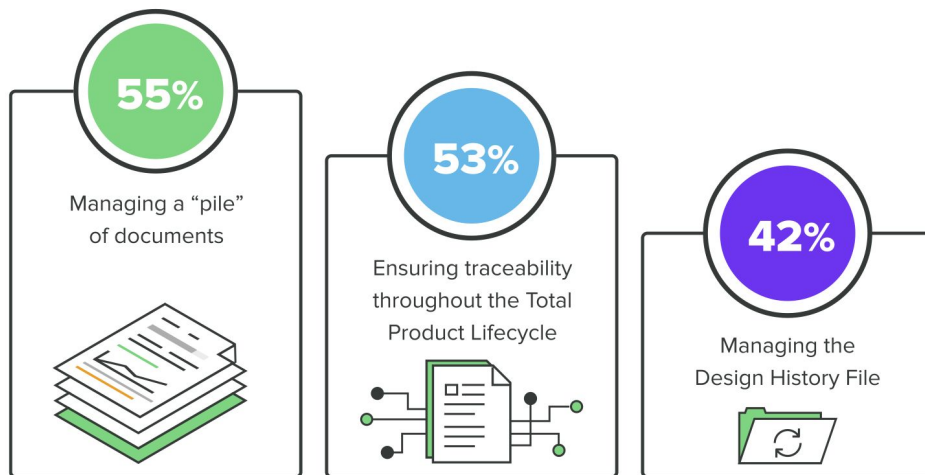 55%
Managing a “pile”
of documents
53%
Ensuring traceability
throughout the Total
Product Lifecycle
42%
Managing the
Design History File